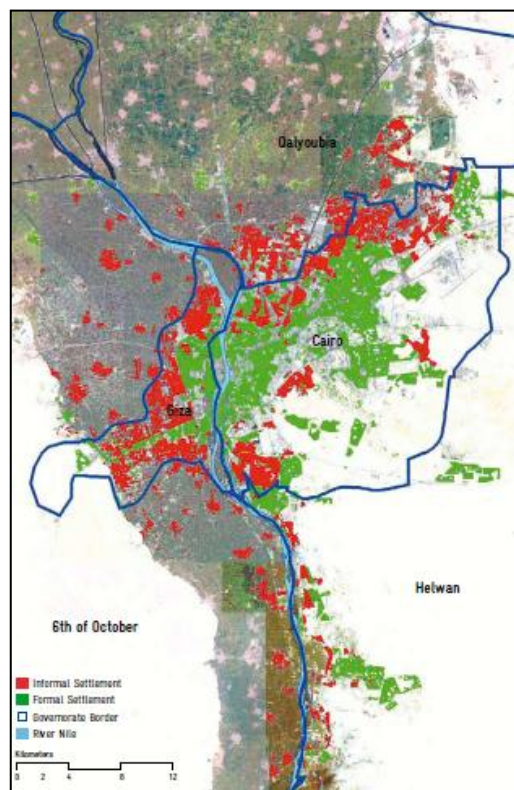 Qalyoubia
Cairo
Giza
Helwan
6th of October
Informal Settlement
Formal Settlement
Governorate Border
River Nile
Kilometers
0 2 4 8 12